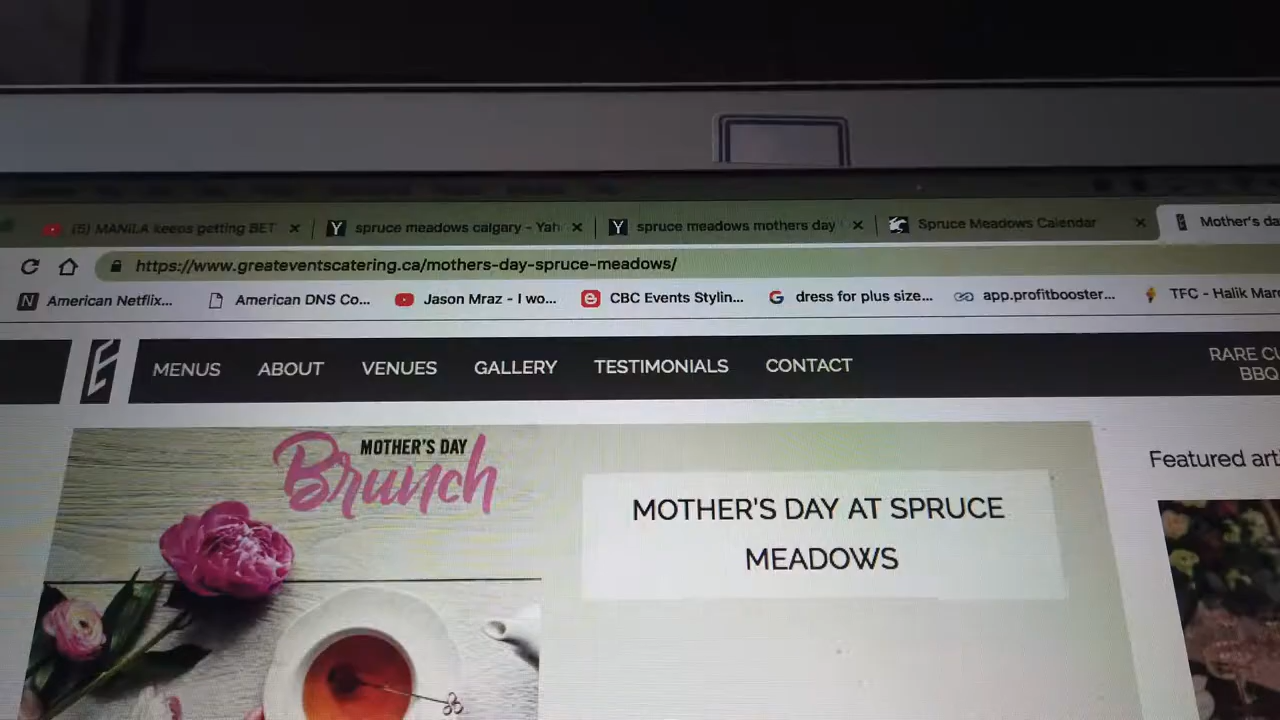 (5) MANILA keeps getting BET
spruce meadows calgary - Yah
spruce meadows mothers day
Spruce Meadows Calendar
Mother's da
https://www.greateventscatering.ca/mothers-day-spruce-meadows/
American Netflix...
American DNS Co...
Jason Mraz - I wo...
CBC Events Stylin...
dress for plus size...
app.profitbooster...
TFC - Halik Marc
MENUS
ABOUT
VENUES
GALLERY
TESTIMONIALS
CONTACT
RARE CU
BBQ
MOTHER'S DAY
Brunch
MOTHER'S DAY AT SPRUCE
MEADOWS
Featured arti